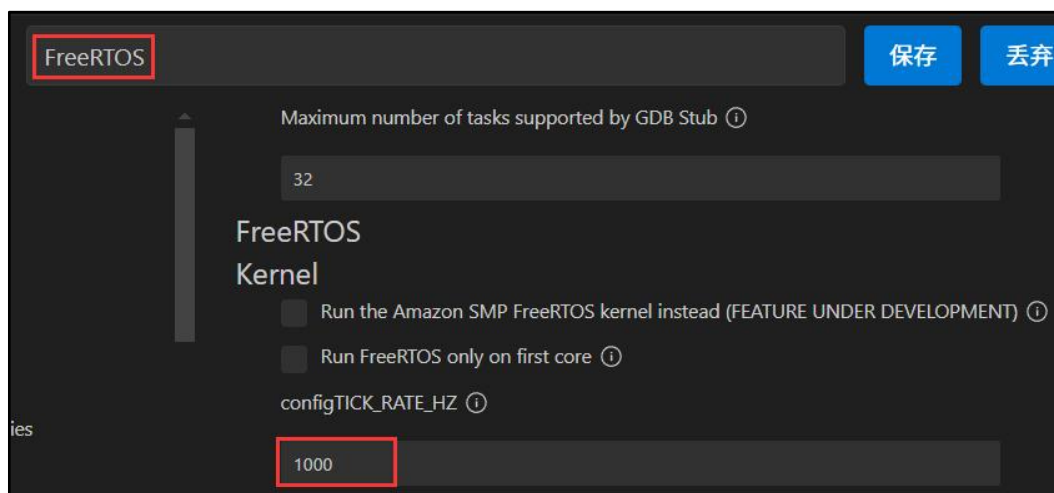 FreeRTOS
保存
丢弃
Maximum number of tasks supported by GDB Stub
32
FreeRTOS
Kernel
Run the Amazon SMP FreeRTOS kernel instead (FEATURE UNDER DEVELOPMENT)
Run FreeRTOS only on first core
configTICK_RATE_HZ
ies
1000